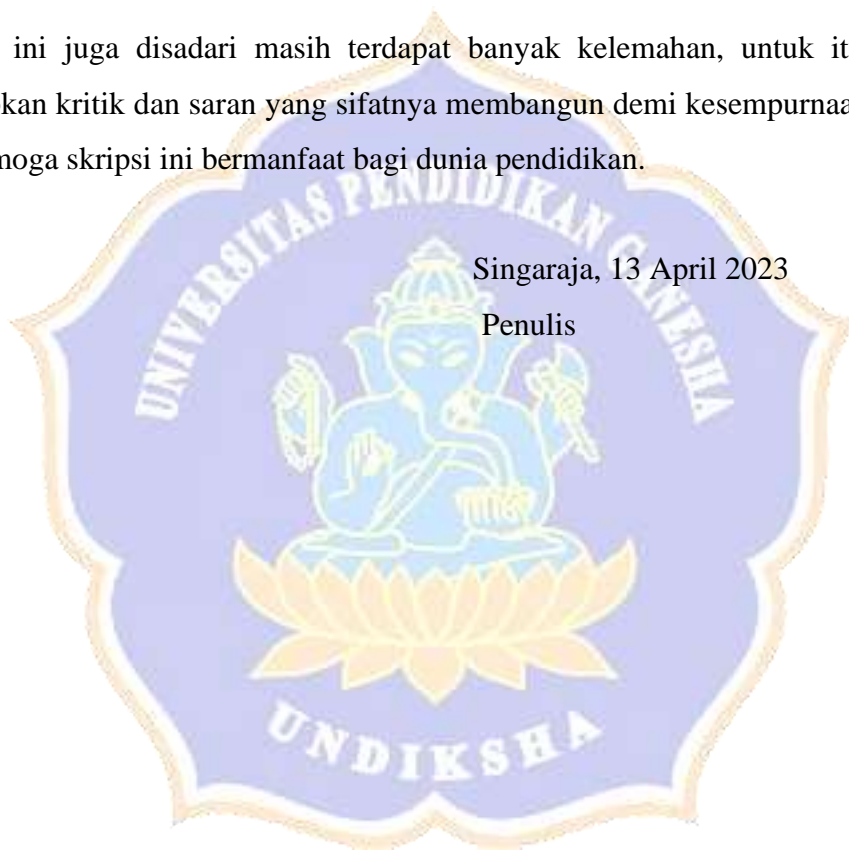 ini juga disadari masih terdapat banyak kelemahan, untuk it
kan kritik dan saran yang sifatnya membangun demi kesempurnaa
moga skripsi ini bermanfaat bagi dunia pendidikan.
UNIVERSITAS PENDIDIKAN GANESHA
Singaraja, 13 April 2023
Penulis
UNDIKSHA